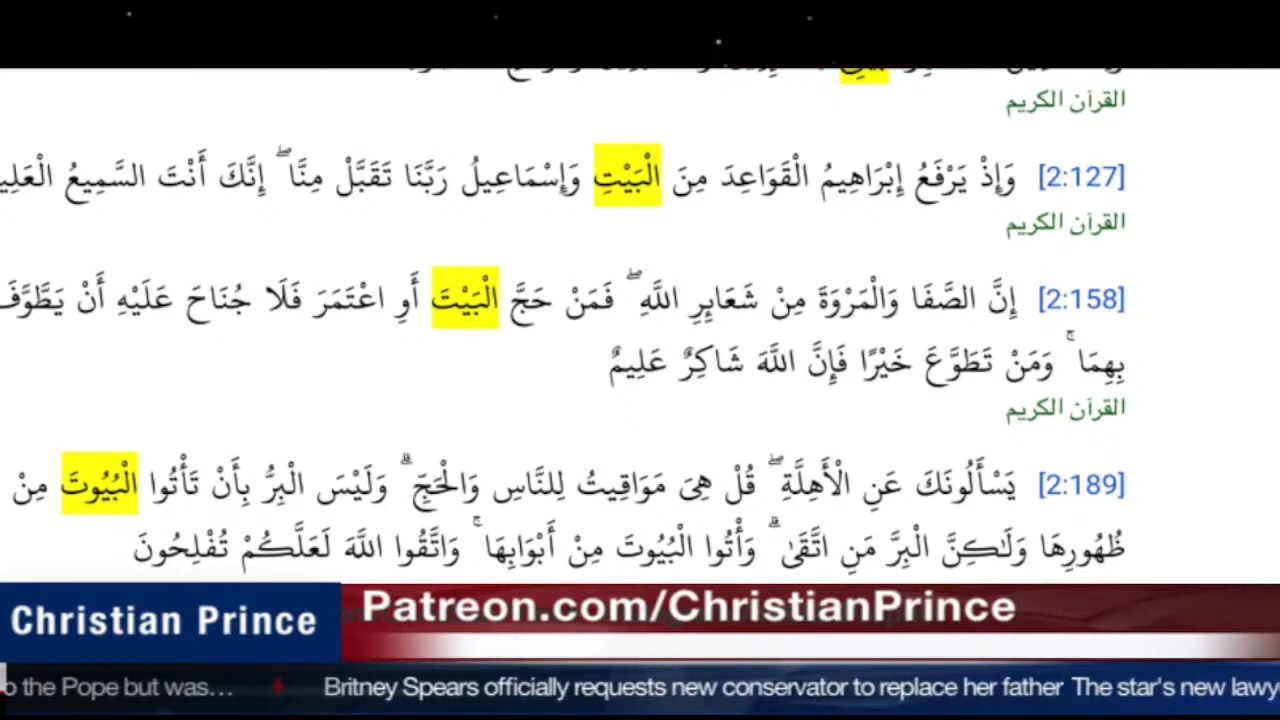 القرآن الكريم
[2:127] وَإِذْ يَرْفَعُ إِبْرَاهِيمُ الْقَوَاعِدَ مِنَ الْبَيْتِ وَإِسْمَاعِيلُ رَبَّنَا تَقَبَّلْ مِنَّا ۖ إِنَّكَ أَنْتَ السَّمِيعُ
القرآن الكريم
[2:158] إِنَّ الصَّفَا وَالْمَرْوَةَ مِنْ شَعَائِرِ اللَّهِ ۖ فَمَنْ حَجَّ الْبَيْتَ أَوِ اعْتَمَرَ فَلَا جُنَاحَ عَلَيْهِ أَنْ يَطَّوَّفَ
بِهِمَا ۚ وَمَنْ تَطَوَّعَ خَيْرًا فَإِنَّ اللَّهَ شَاكِرٌ عَلِيمٌ
القرآن الكريم
[2:189] يَسْأَلُونَكَ عَنِ الْأَهِلَّةِ ۖ قُلْ هِيَ مَوَاقِيتُ لِلنَّاسِ وَالْحَجِّ ۗ وَلَيْسَ الْبِرُّ بِأَنْ تَأْتُوا الْبُيُوتَ مِنْ
ظُهُورِهَا وَلَٰكِنَّ الْبِرَّ مَنِ اتَّقَىٰ ۗ وَأْتُوا الْبُيُوتَ مِنْ أَبْوَابِهَا ۚ وَاتَّقُوا اللَّهَ لَعَلَّكُمْ تُفْلِحُونَ
Christian Prince
Patreon.com/ChristianPrince
o the Pope but was... Britney Spears officially requests new conservator to replace her father The star's new lawy